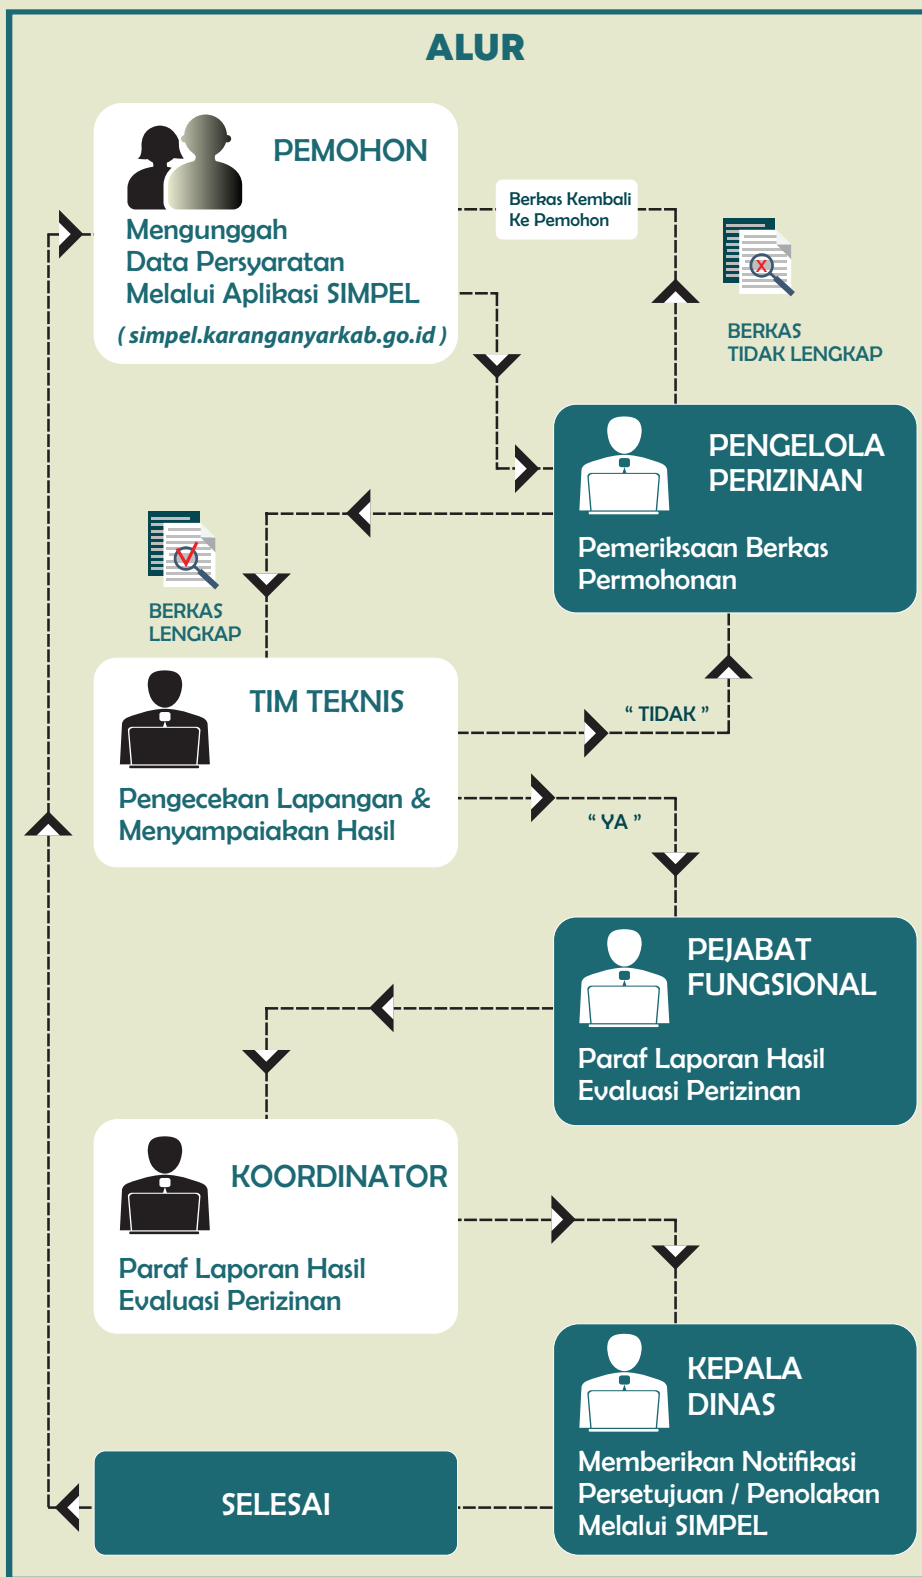 ALUR
PEMOHON
Mengunggah
Data Persyaratan
Melalui Aplikasi SIMPEL
( simpel.karanganyarkab.go.id )
Berkas Kembali
Ke Pemohon
X
BERKAS
TIDAK LENGKAP
PENGELOLA
PERIZINAN
Pemeriksaan Berkas
Permohonan
BERKAS
LENGKAP
TIM TEKNIS
Pengecekan Lapangan &
Menyampaiakan Hasil
“ TIDAK ”
“ YA ”
PEJABAT
FUNGSIONAL
Paraf Laporan Hasil
Evaluasi Perizinan
KOORDINATOR
Paraf Laporan Hasil
Evaluasi Perizinan
KEPALA
DINAS
Memberikan Notifikasi
Persetujuan / Penolakan
Melalui SIMPEL
SELESAI